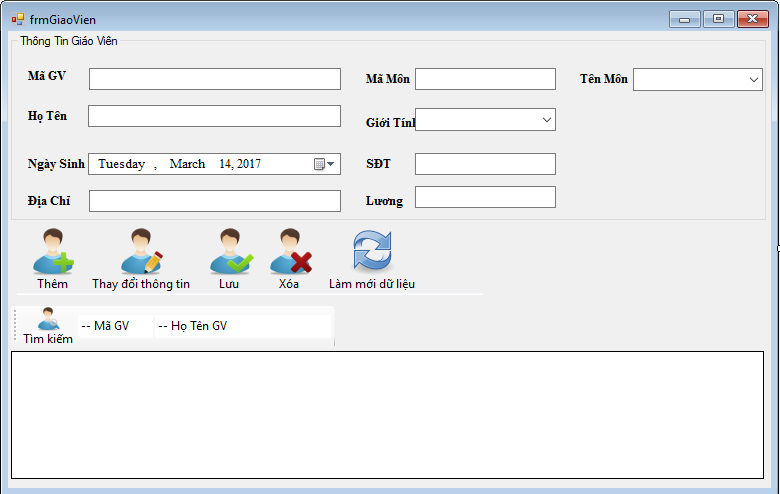 frmGiaoVien
Thông Tin Giáo Viên
Mã GV
Mã Môn
Tên Môn
Họ Tên
Giới Tính
Ngày Sinh
Tuesday , March 14, 2017
SĐT
Địa Chỉ
Lương
Thêm
Thay đổi thông tin
Lưu
Xóa
Làm mới dữ liệu
Tìm kiếm
-- Mã GV
-- Họ Tên GV